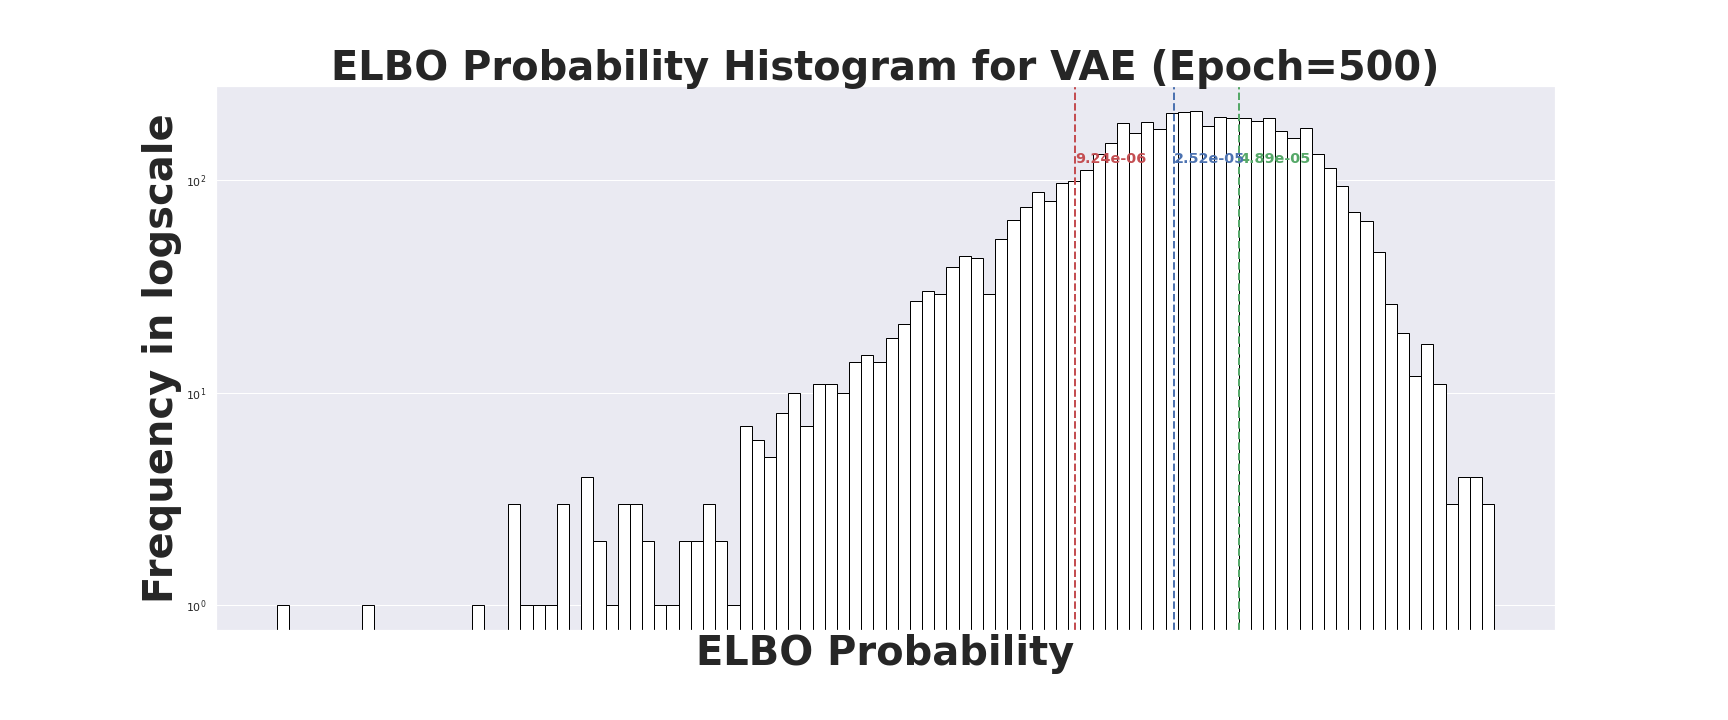 ELBO Probability Histogram for VAE (Epoch=500)
Frequency in logscale
10²
10¹
10⁰
9.24e-06
2.52e-05
4.89e-05
ELBO Probability